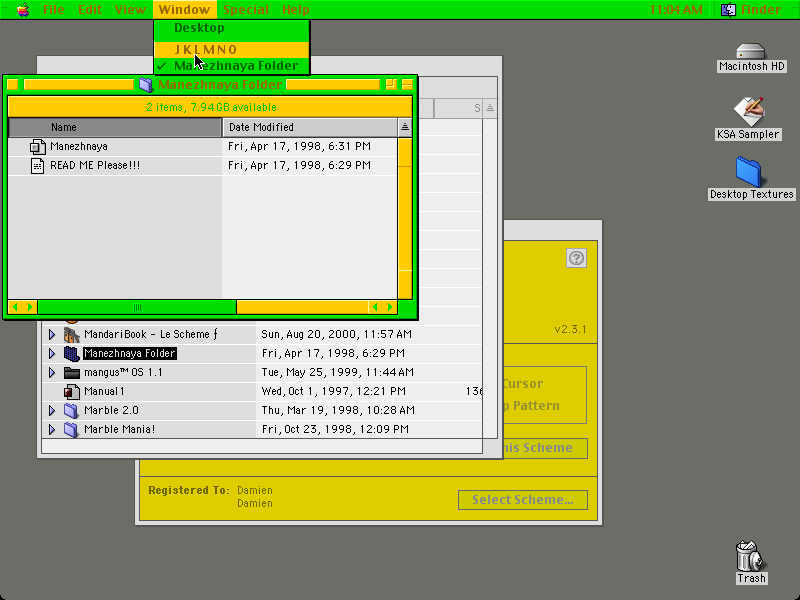 File Edit View Window Special Help 11:04 AM Finder
Desktop
J K L M N O
✓ Manezhnaya Folder
Manezhnaya Folder
2 items, 7.94 GB available
Name Date Modified
Manezhnaya Fri, Apr 17, 1998, 6:31 PM
READ ME Please!!! Fri, Apr 17, 1998, 6:29 PM
S
MandariBook - Le Scheme ƒ Sun, Aug 20, 2000, 11:57 AM
Manezhnaya Folder Fri, Apr 17, 1998, 6:29 PM
mangus™ OS 1.1 Tue, May 25, 1999, 11:44 AM
Manual1 Wed, Oct 1, 1997, 12:21 PM 136
Marble 2.0 Thu, Mar 19, 1998, 10:28 AM
Marble Mania! Fri, Oct 23, 1998, 12:09 PM
?
v2.3.1
Cursor
p Pattern
his Scheme
Registered To: Damien
Damien
Select Scheme...
Macintosh HD
KSA Sampler
Desktop Textures
Trash